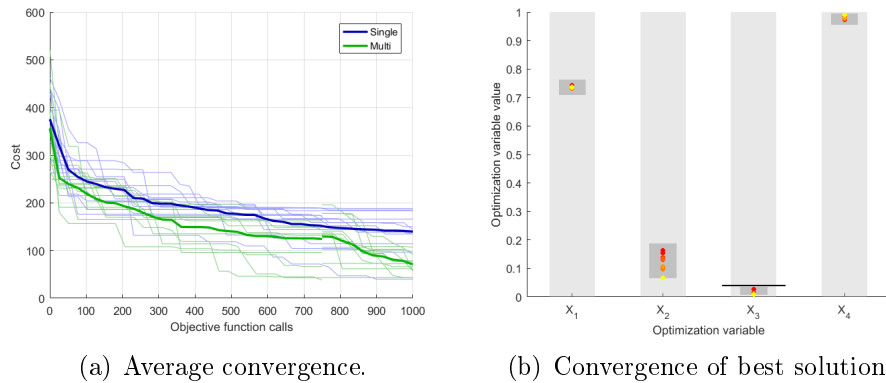 600
500
400
300
200
100
0
Cost
0 100 200 300 400 500 600 700 800 900 1000
Objective function calls
Single
Multi
(a) Average convergence.
1
0.9
0.8
0.7
0.6
0.5
0.4
0.3
0.2
0.1
0
Optimization variable value
X1 X2 X3 X4
Optimization variable
(b) Convergence of best solution